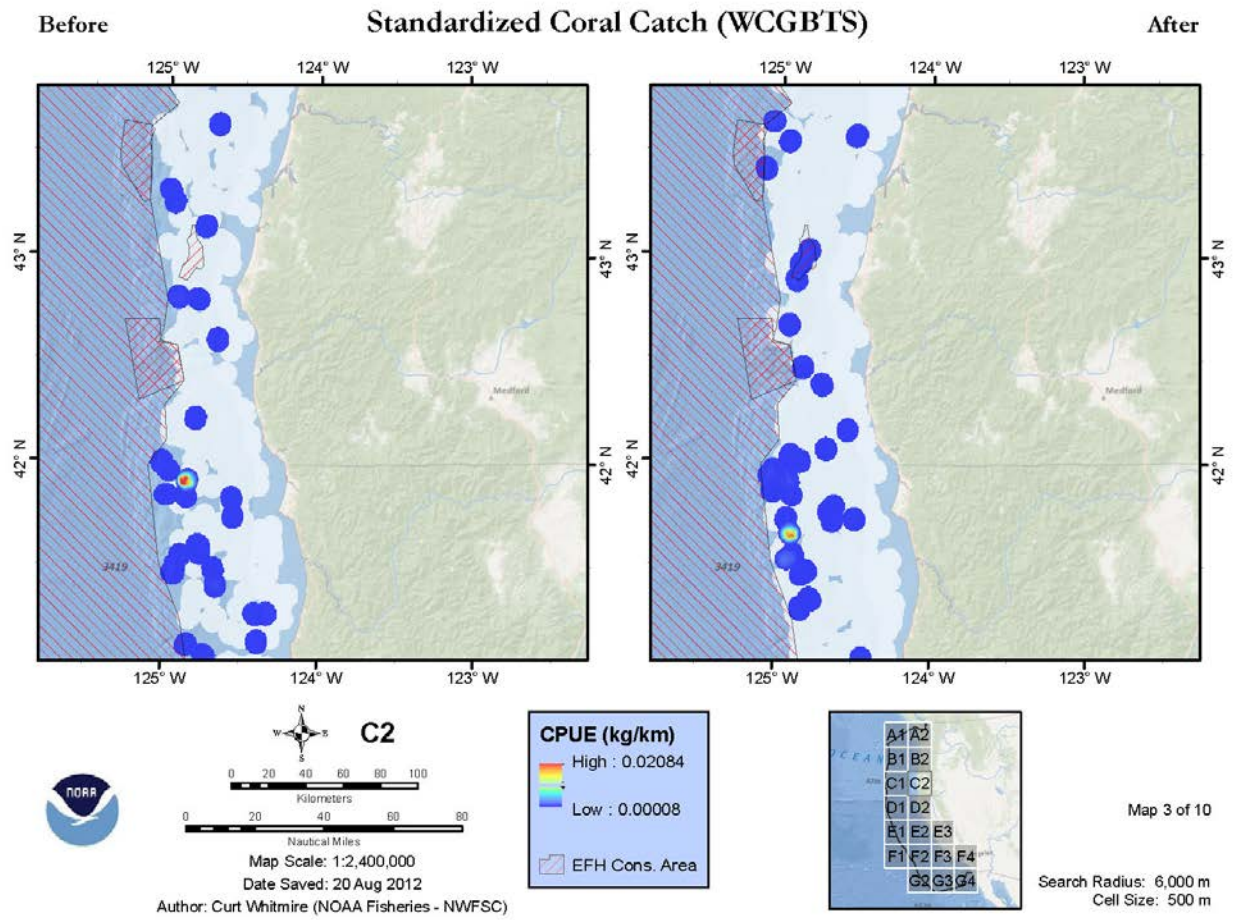 Before
Standardized Coral Catch (WCGBTS)
After
125° W
124° W
123° W
125° W
124° W
123° W
43° N
42° N
Medford
3419
43° N
42° N
Medford
3419
125° W
124° W
123° W
125° W
124° W
123° W
N
W
E
S
C2
0 20 40 60 80 100
Kilometers
0 20 40 60 80
Nautical Miles
Map Scale: 1:2,400,000
Date Saved: 20 Aug 2012
Author: Curt Whitmire (NOAA Fisheries - NWFSC)
NOAA
CPUE (kg/km)
High : 0.02084
Low : 0.00008
EFH Cons. Area
OCEAN
A1 A2
B1 B2
C1 C2
D1 D2
E1 E2 E3
F1 F2 F3 F4
G2 G3 G4
Map 3 of 10
Search Radius: 6,000 m
Cell Size: 500 m